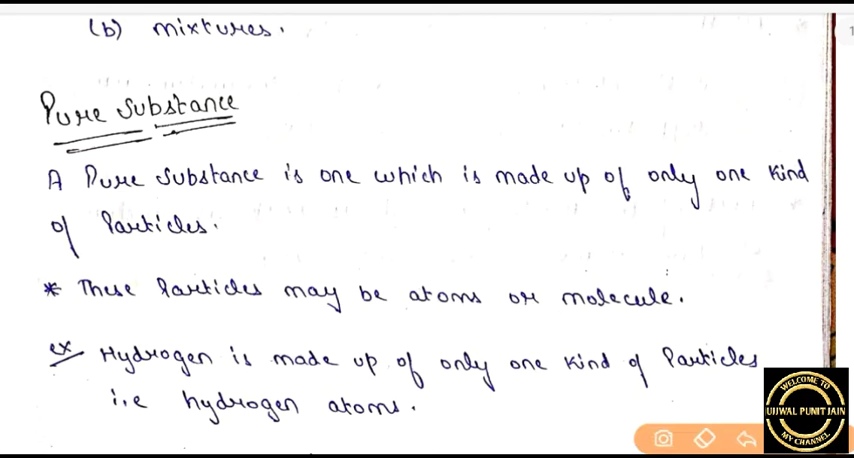 (b) mixtures.
1
Pure Substance
A Pure Substance is one which is made up of only one kind
of Particles.
* These Particles may be atoms or molecule.
ex Hydrogen is made up of only one kind of Particles
i.e hydrogen atoms.
WELCOME TO
UJJWAL PUNIT JAIN
MY CHANNEL